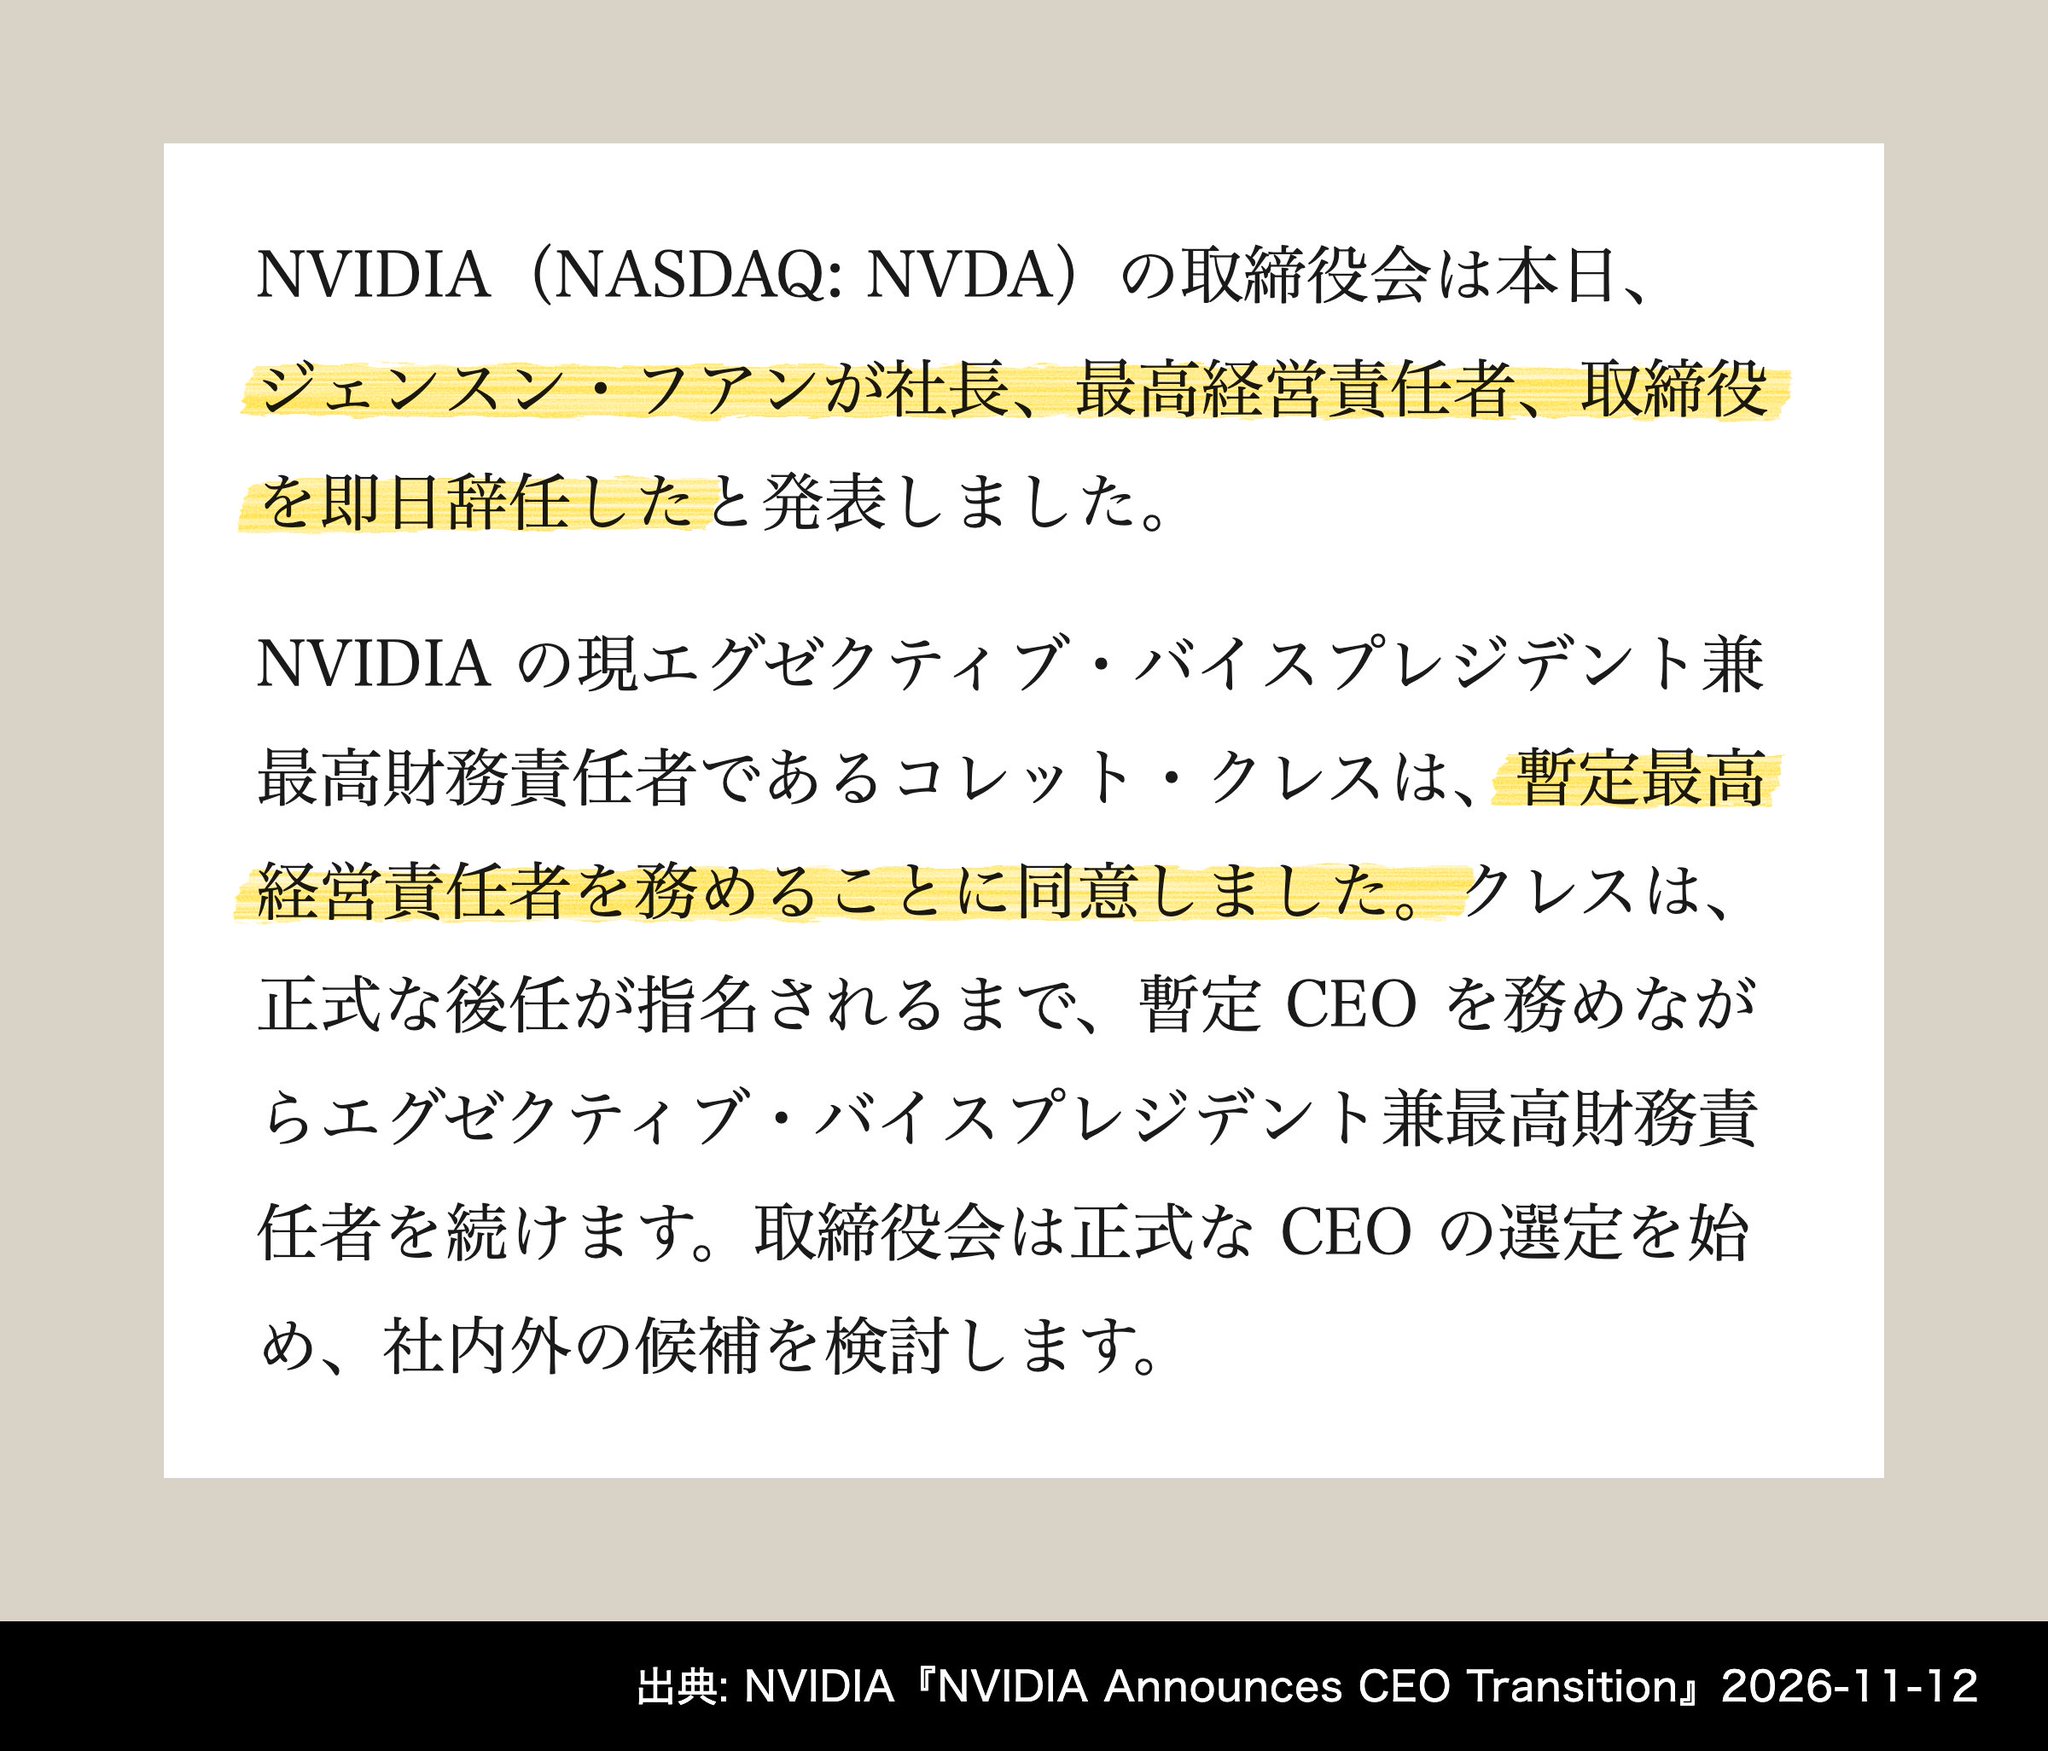 NVIDIA（NASDAQ: NVDA）の取締役会は本日、
ジェンスン・フアンが社長、最高経営責任者、取締役
を即日辞任したと発表しました。
NVIDIA の現エグゼクティブ・バイスプレジデント兼
最高財務責任者であるコレット・クレスは、暫定最高
経営責任者を務めることに同意しました。クレスは、
正式な後任が指名されるまで、暫定 CEO を務めなが
らエグゼクティブ・バイスプレジデント兼最高財務責
任者を続けます。取締役会は正式な CEO の選定を始
め、社内外の候補を検討します。
出典: NVIDIA『NVIDIA Announces CEO Transition』2026-11-12